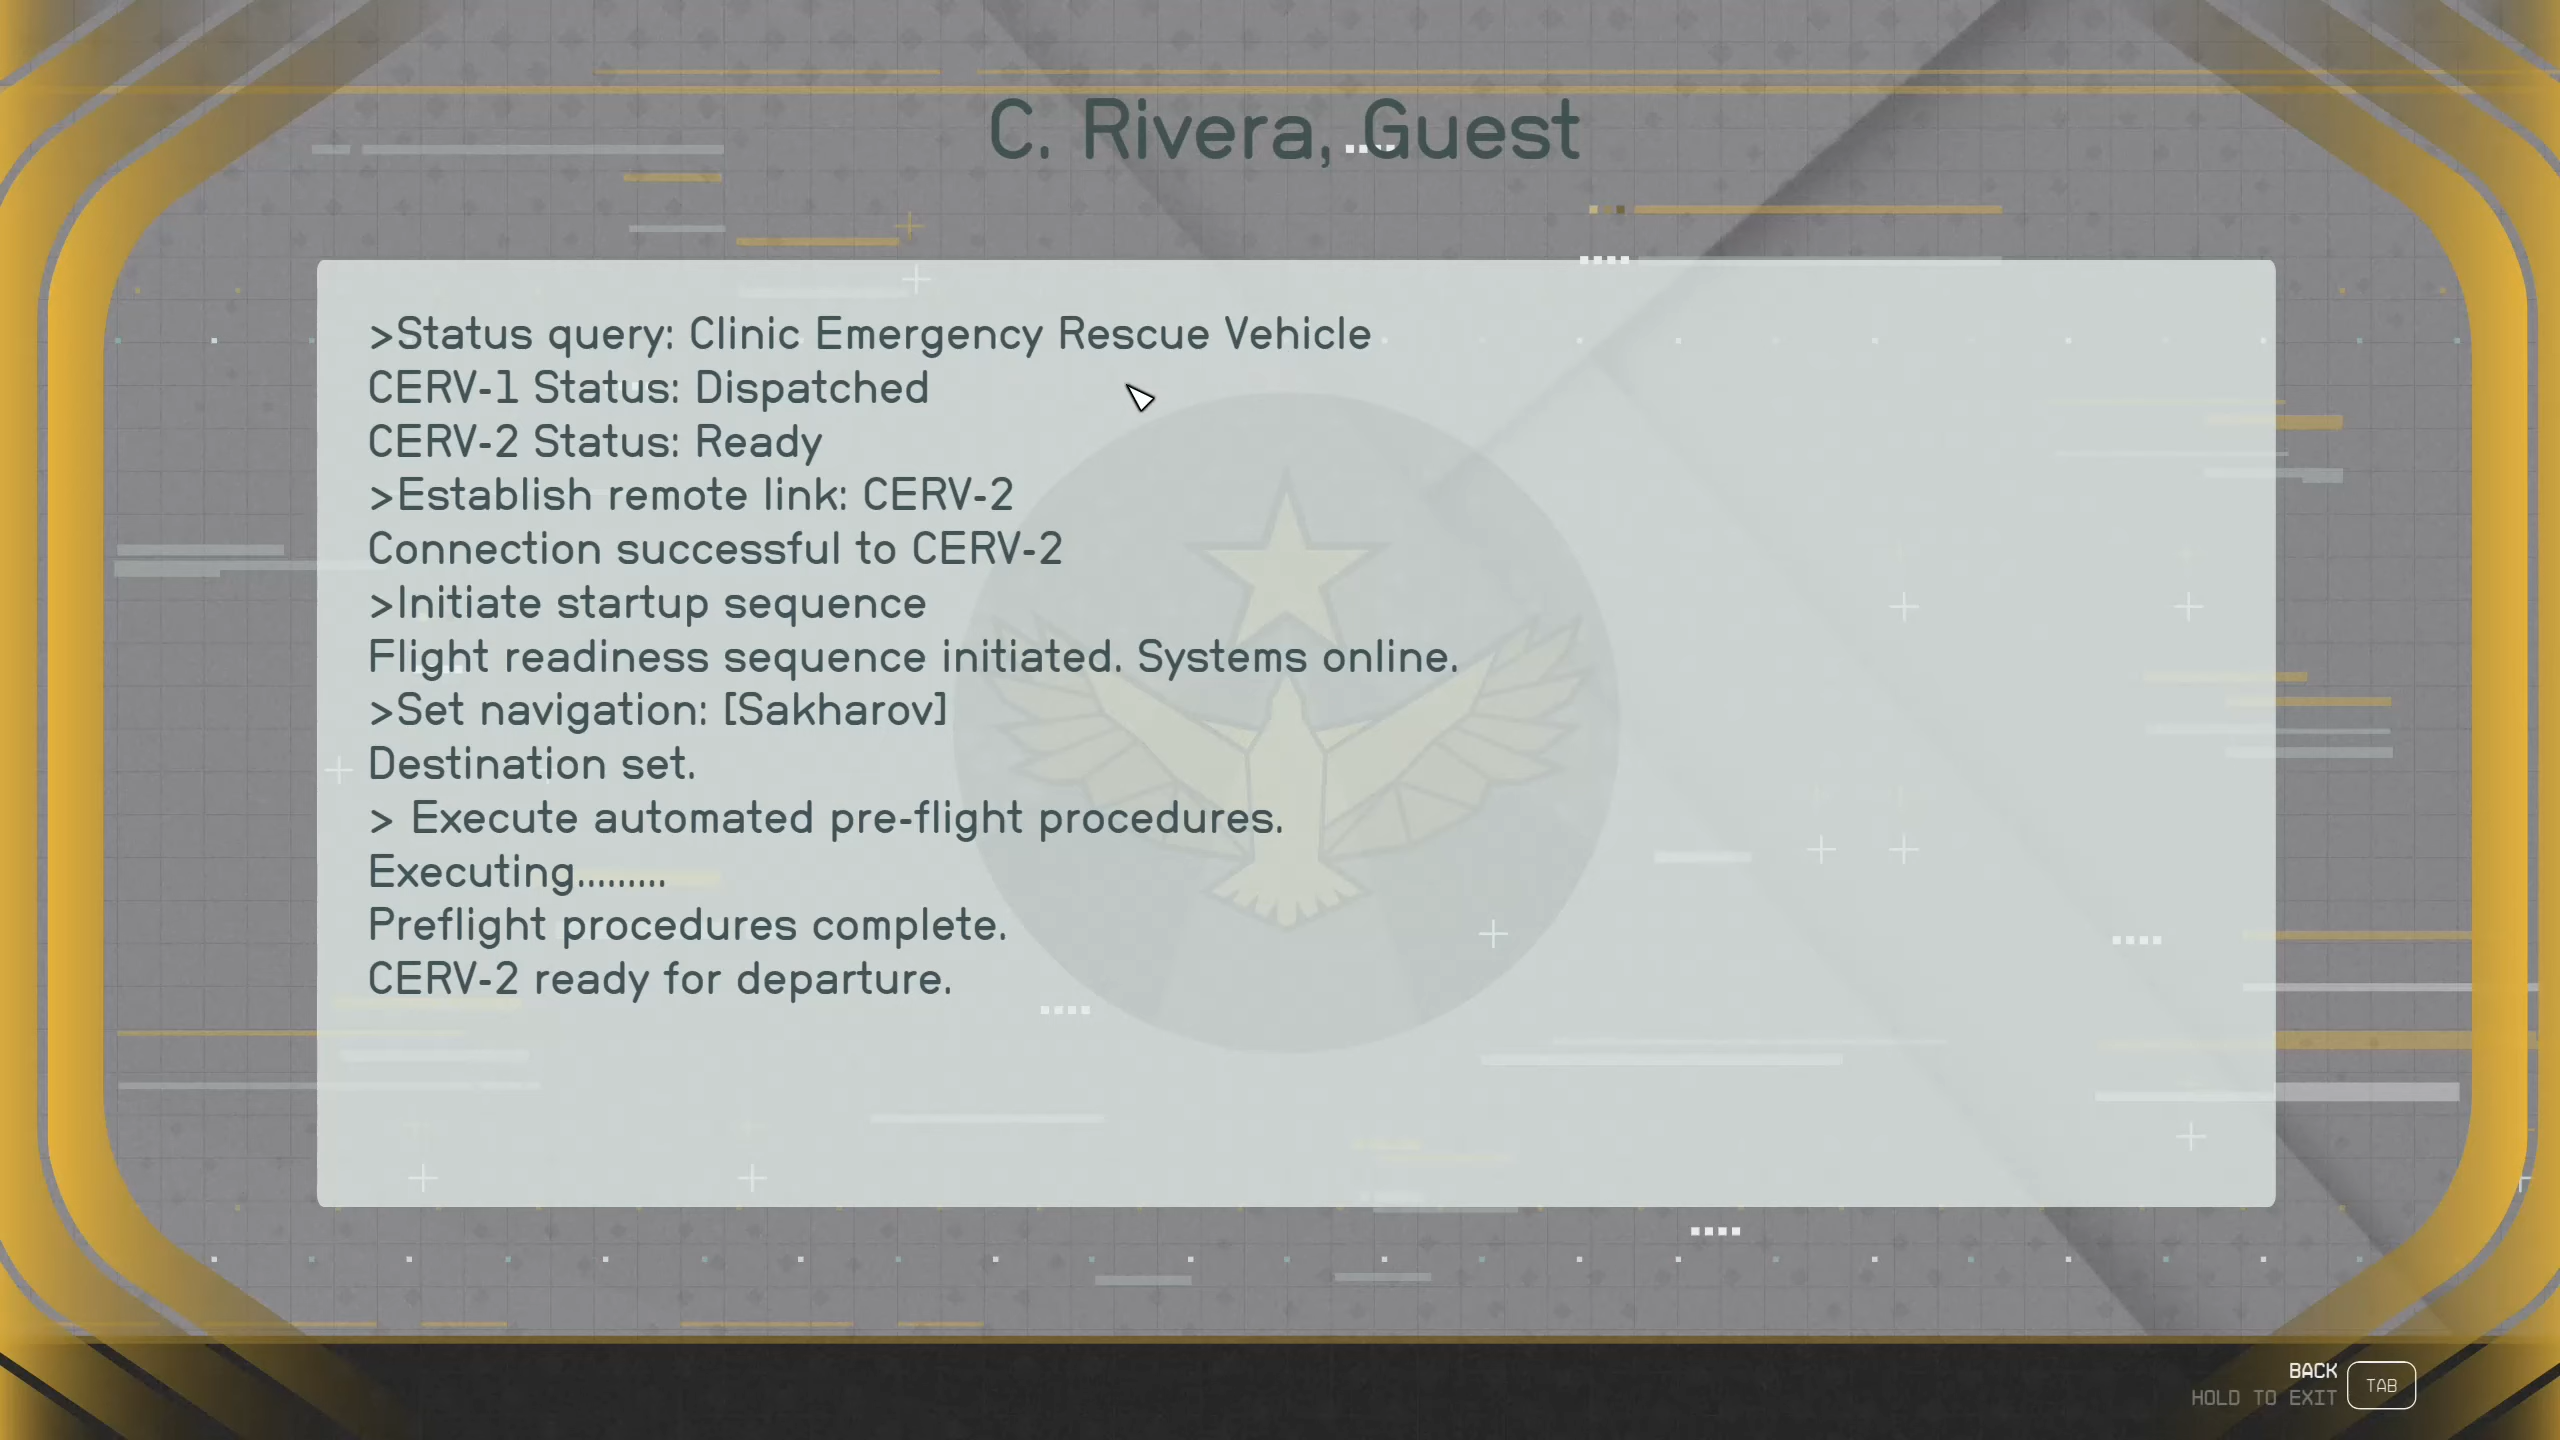 C. Rivera, Guest
>Status query: Clinic Emergency Rescue Vehicle
CERV-1 Status: Dispatched
CERV-2 Status: Ready
>Establish remote link: CERV-2
Connection successful to CERV-2
>Initiate startup sequence
Flight readiness sequence initiated. Systems online.
>Set navigation: [Sakharov]
Destination set.
> Execute automated pre-flight procedures.
Executing.........
Preflight procedures complete.
CERV-2 ready for departure.
BACK
HOLD TO EXIT
TAB